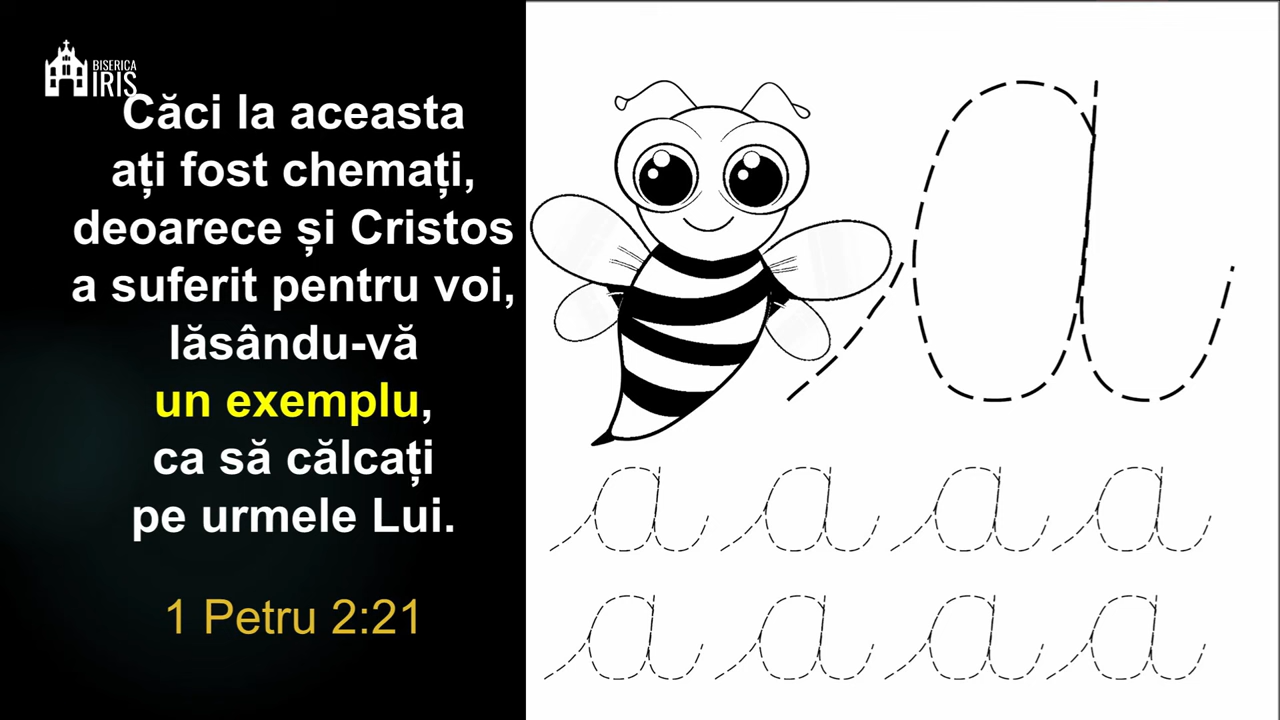 BISERICA
IRIS
Căci la aceasta
ați fost chemați,
deoarece și Cristos
a suferit pentru voi,
lăsându-vă
un exemplu,
ca să călcați
pe urmele Lui.
1 Petru 2:21
a
a a a a
a a a a